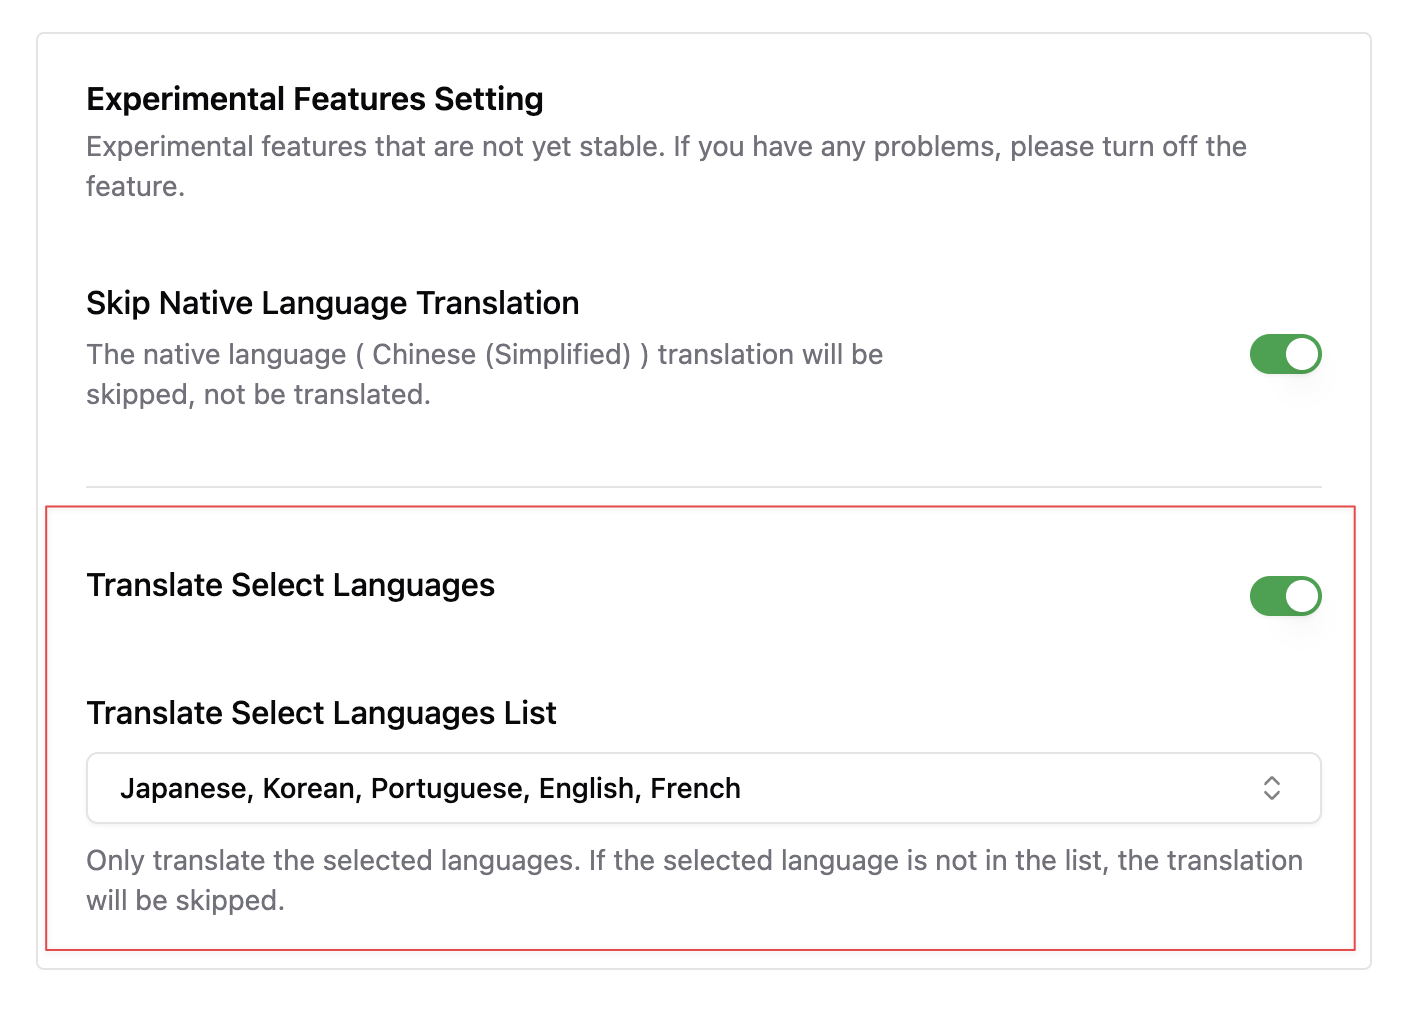 Experimental Features Setting
Experimental features that are not yet stable. If you have any problems, please turn off the
feature.
Skip Native Language Translation
The native language ( Chinese (Simplified) ) translation will be
skipped, not be translated.
Translate Select Languages
Translate Select Languages List
Japanese, Korean, Portuguese, English, French
Only translate the selected languages. If the selected language is not in the list, the translation
will be skipped.